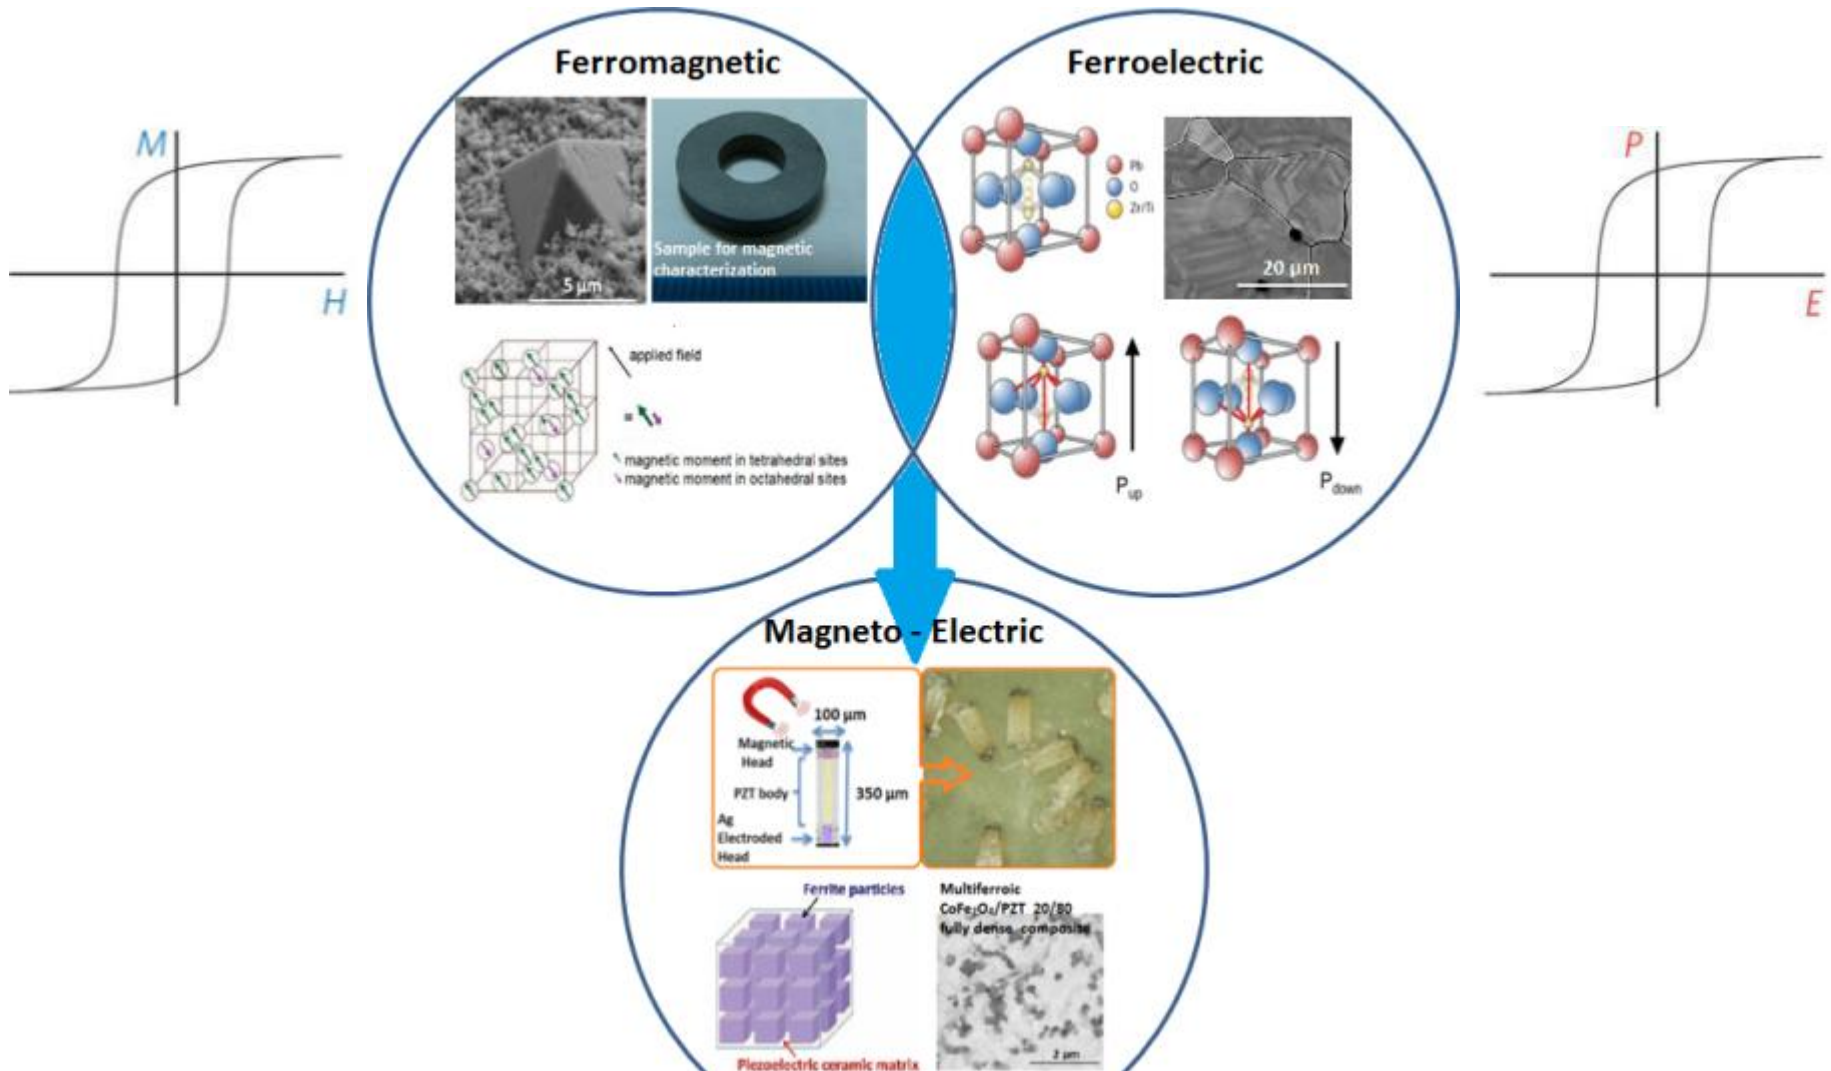 Ferromagnetic
Ferroelectric
M
H
5 µm
Sample for magnetic
characterization
applied field
=
magnetic moment in tetrahedral sites
magnetic moment in octahedral sites
Pb
O
Zr/Ti
20 µm
Pup
Pdown
P
E
Magneto - Electric
100 µm
Magnetic
Head
PZT body
350 µm
Ag
Electroded
Head
Ferrite particles
Piezoelectric ceramic matrix
Multiferroic
CoFe2O4/PZT 20/80
fully dense composite
2 µm